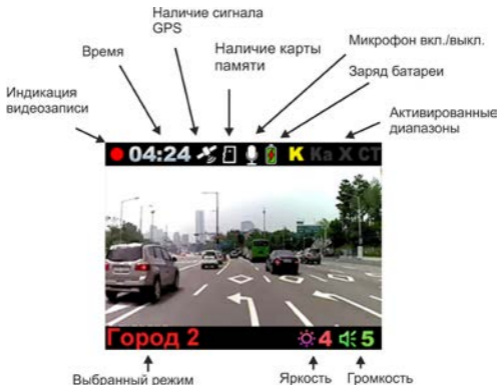 Наличие сигнала
GPS
Время
Наличие карты
памяти
Микрофон вкл./выкл.
Заряд батареи
Индикация
видеозаписи
Активированные
диапазоны
04:24 K Ka X CT
Город 2 4 5
Выбранный режим Яркость Громкость